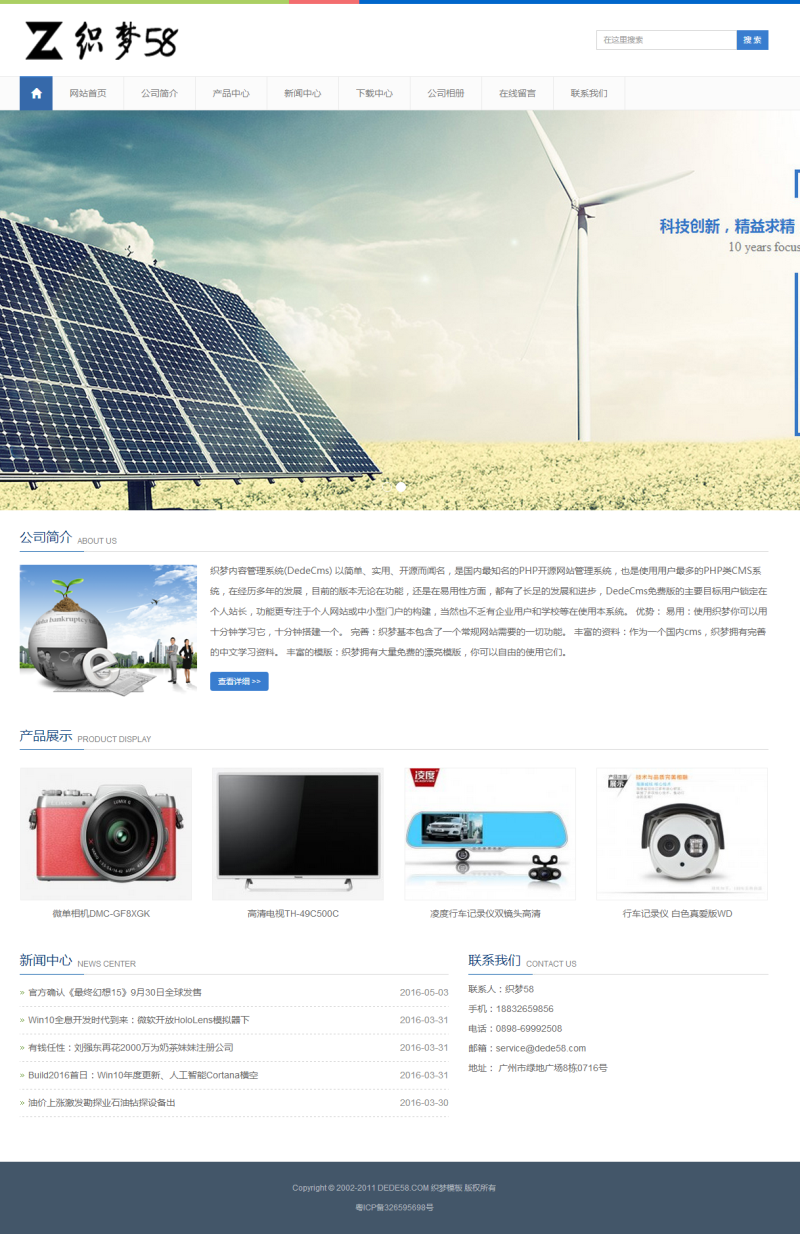 Z 织梦58
在这里搜索
搜 索
网站首页 公司简介 产品中心 新闻中心 下载中心 公司相册 在线留言 联系我们
科技创新，精益求精
10 years focus
公司简介 ABOUT US
织梦内容管理系统(DedeCms) 以简单、实用、开源而闻名，是国内最知名的PHP开源网站管理系统，也是使用用户最多的PHP类CMS系
统，在经历多年的发展，目前的版本无论在功能，还是在易用性方面，都有了长足的发展和进步，DedeCms免费版的主要目标用户锁定在
个人站长，功能更专注于个人网站或中小型门户的构建，当然也不乏有企业用户和学校等在使用本系统。 优势： 易用：使用织梦你可以用
十分钟学习它，十分钟搭建一个。 完善：织梦基本包含了一个常规网站需要的一切功能。 丰富的资料：作为一个国内cms，织梦拥有完善
的中文学习资料。 丰富的模版：织梦拥有大量免费的漂亮模版，你可以自由的使用它们。
查看详细 >>
产品展示 PRODUCT DISPLAY
凌度
展示
技术与品质双重保障
微单相机DMC-GF8XGK
高清电视TH-49C500C
凌度行车记录仪双镜头高清
行车记录仪 白色真爱版WD
新闻中心 NEWS CENTER
» 官方确认《最终幻想15》9月30日全球发售 2016-05-03
» Win10全息开发时代到来：微软开放HoloLens模拟器下 2016-03-31
» 有钱任性：刘强东再花2000万为奶茶妹妹注册公司 2016-03-31
» Build2016首日：Win10年度更新、人工智能Cortana横空 2016-03-31
» 油价上涨激发勘探业石油钻探设备出 2016-03-30
联系我们 CONTACT US
联系人：织梦58
手机：18832659856
电话：0898-69992508
邮箱：service@dede58.com
地址： 广州市绿地广场8栋0716号
Copyright © 2002-2011 DEDE58.COM 织梦模板 版权所有
粤ICP备326595698号